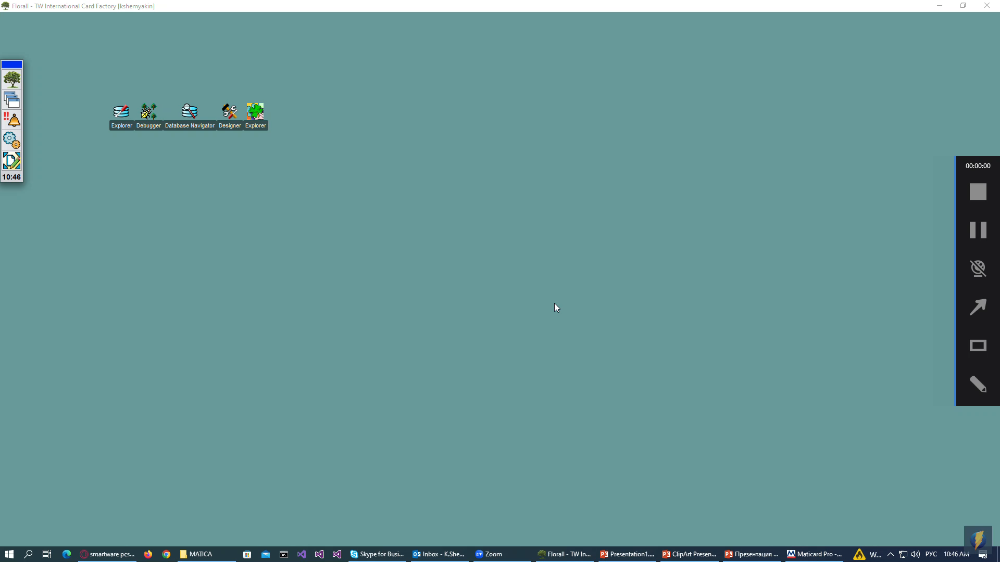 Florall - TW International Card Factory [kshemyakin]
Explorer Debugger Database Navigator Designer Explorer
10:46
00:00:00
smartware pcs... MATICA Skype for Busi... Inbox - K.She... Zoom Florall - TW In... Presentation1.... ClipArt Presen... Презентация ... Maticard Pro -... W... РУС 10:46 AM